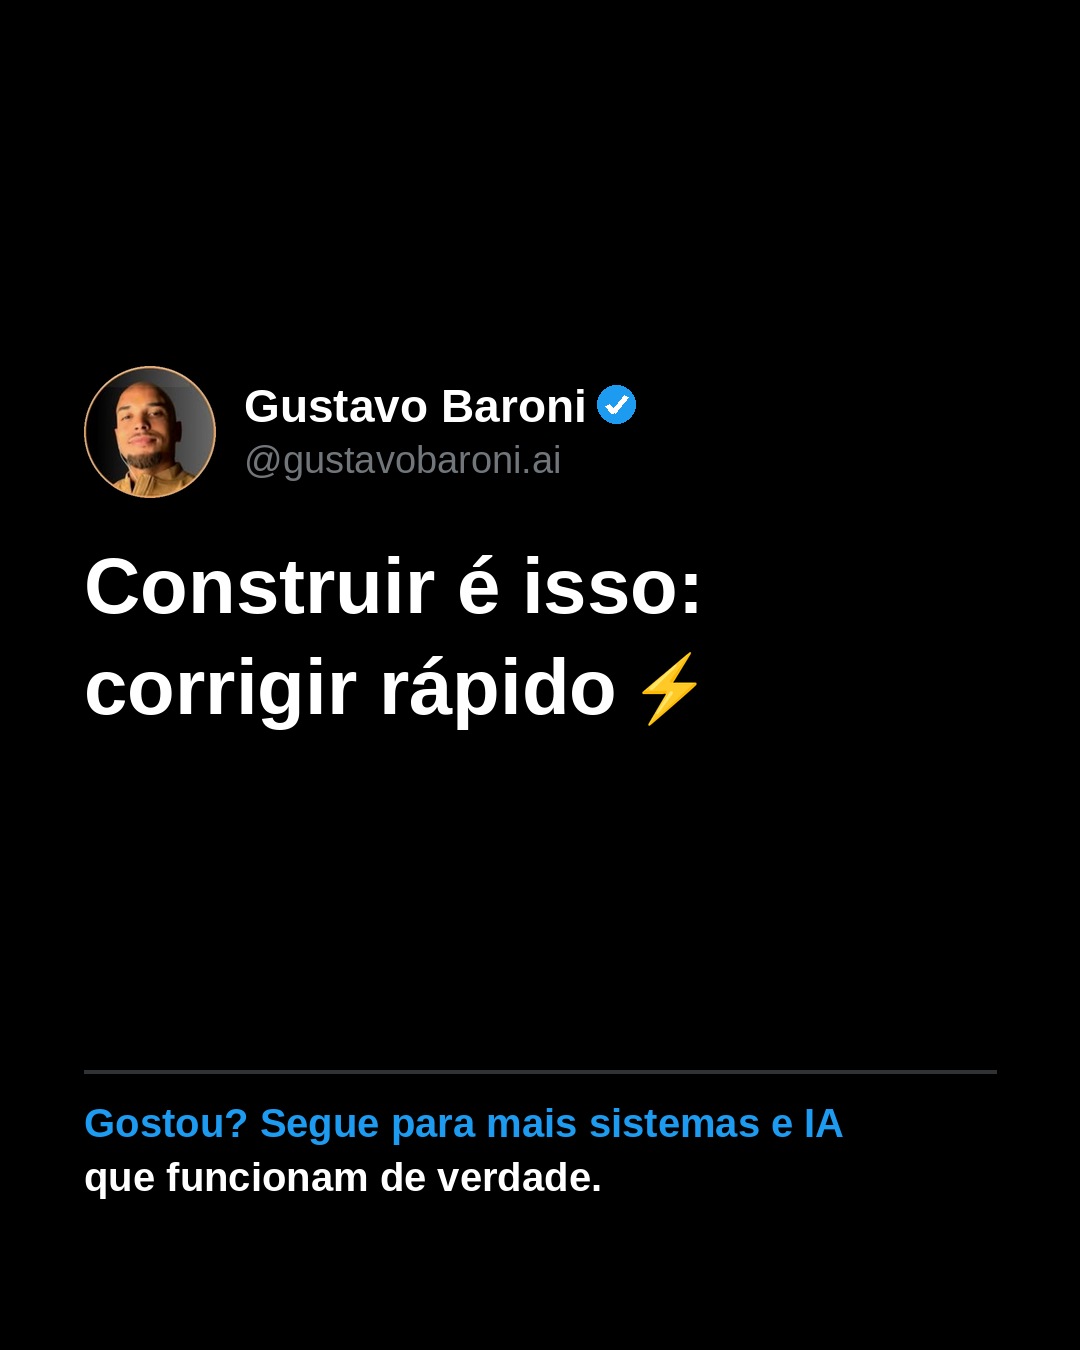 Gustavo Baroni
@gustavobaroni.ai
Construir é isso:
corrigir rápido ⚡
Gostou? Segue para mais sistemas e IA
que funcionam de verdade.